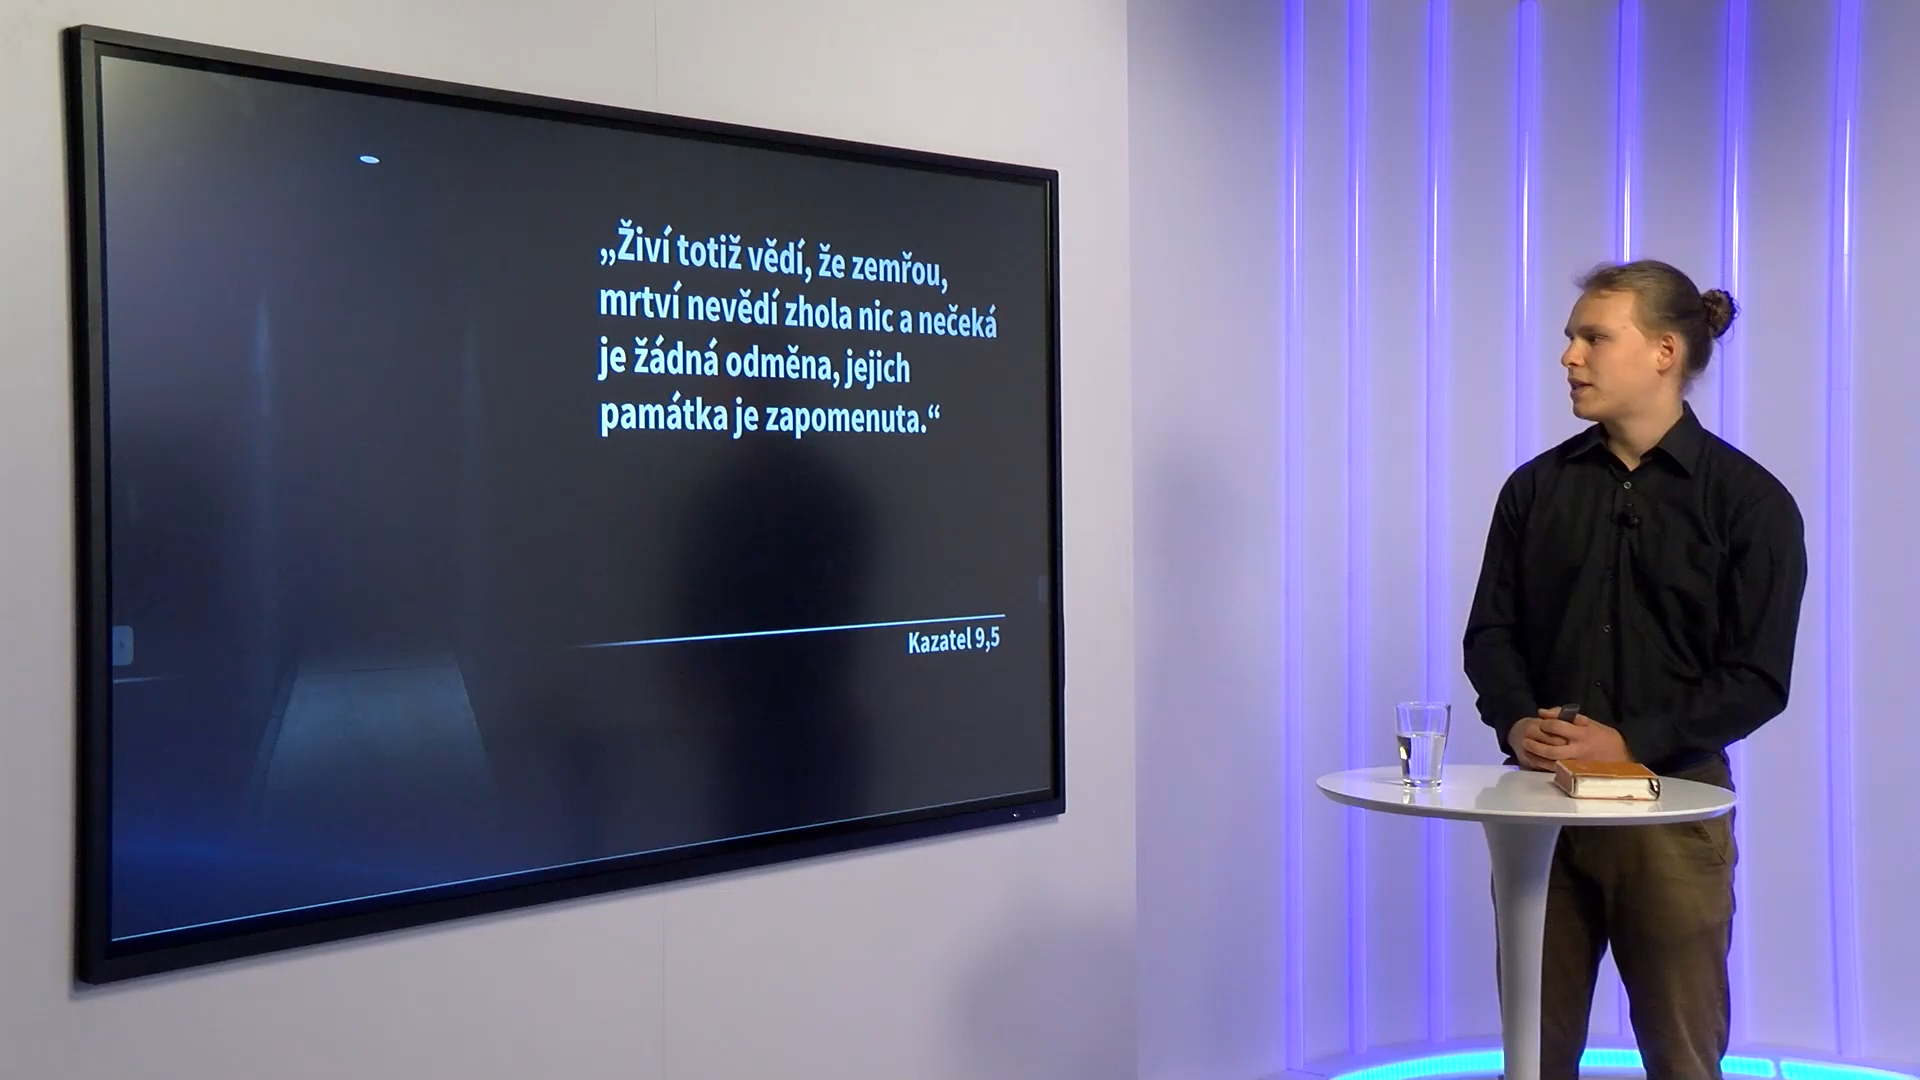 „Živí totiž vědí, že zemřou,
mrtví nevědí zhola nic a nečeká
je žádná odměna, jejich
památka je zapomenuta.“
Kazatel 9,5